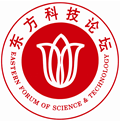 东方科技论坛
EASTERN FORUM OF SCIENCE & TECHNOLOGY